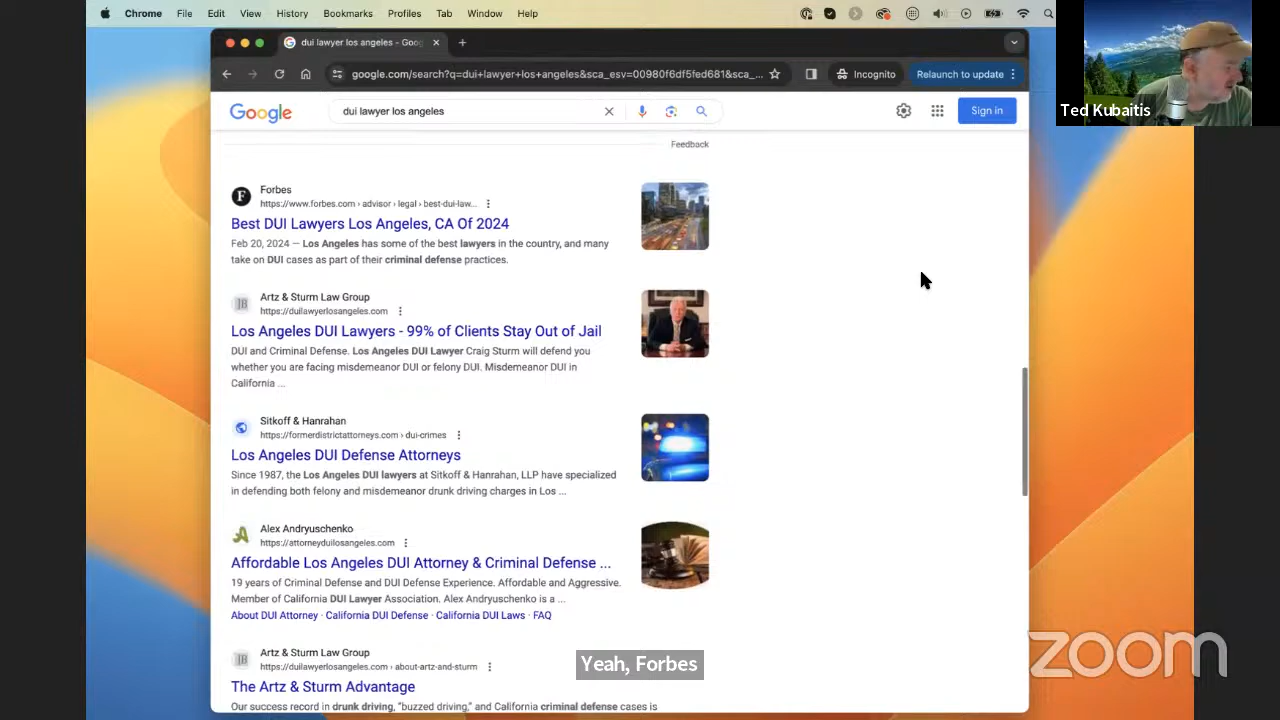 Chrome File Edit View History Bookmarks Profiles Tab Window Help
dui lawyer los angeles - Goog
google.com/search?q=dui+lawyer+los+angeles&sca_esv=00980f6df5fed681&sca_...
Incognito
Relaunch to update
Ted Kubaitis
Google
dui lawyer los angeles
Sign in
Feedback
Forbes
https://www.forbes.com › advisor › legal › best-dui-law...
Best DUI Lawyers Los Angeles, CA Of 2024
Feb 20, 2024 — Los Angeles has some of the best lawyers in the country, and many
take on DUI cases as part of their criminal defense practices.
Artz & Sturm Law Group
https://duilawyerlosangeles.com
Los Angeles DUI Lawyers - 99% of Clients Stay Out of Jail
DUI and Criminal Defense. Los Angeles DUI Lawyer Craig Sturm will defend you
whether you are facing misdemeanor DUI or felony DUI. Misdemeanor DUI in
California ...
Sitkoff & Hanrahan
https://formerdistrictattorneys.com › dui-crimes
Los Angeles DUI Defense Attorneys
Since 1987, the Los Angeles DUI lawyers at Sitkoff & Hanrahan, LLP have specialized
in defending both felony and misdemeanor drunk driving charges in Los ...
Alex Andryuschenko
https://attorneyduilosangeles.com
Affordable Los Angeles DUI Attorney & Criminal Defense ...
19 years of Criminal Defense and DUI Defense Experience. Affordable and Aggressive.
Member of California DUI Lawyer Association. Alex Andryuschenko is a ...
About DUI Attorney · California DUI Defense · California DUI Laws · FAQ
Artz & Sturm Law Group
https://duilawyerlosangeles.com › about-artz-and-sturm
The Artz & Sturm Advantage
Our success record in drunk driving, "buzzed driving," and California criminal defense cases is
Yeah, Forbes
zoom